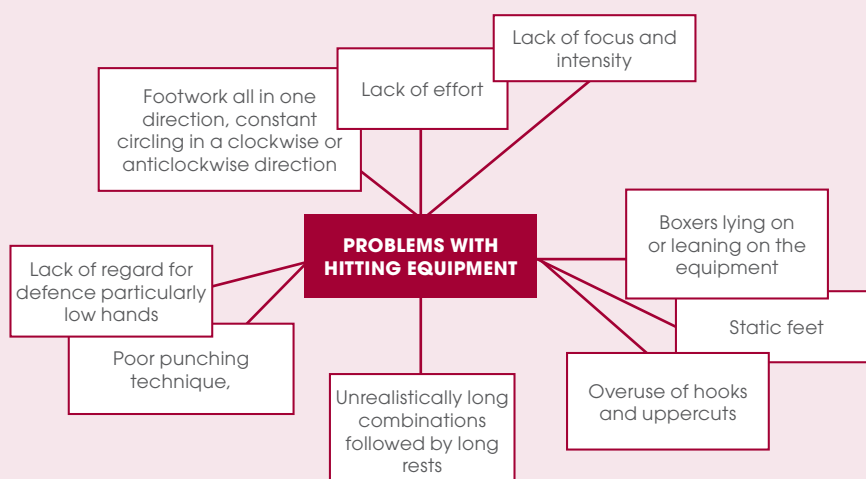 Lack of focus and
intensity
Lack of effort
Footwork all in one
direction, constant
circling in a clockwise or
anticlockwise direction
PROBLEMS WITH
HITTING EQUIPMENT
Boxers lying on
or leaning on the
equipment
Static feet
Overuse of hooks
and uppercuts
Lack of regard for
defence particularly
low hands
Poor punching
technique,
Unrealistically long
combinations
followed by long
rests